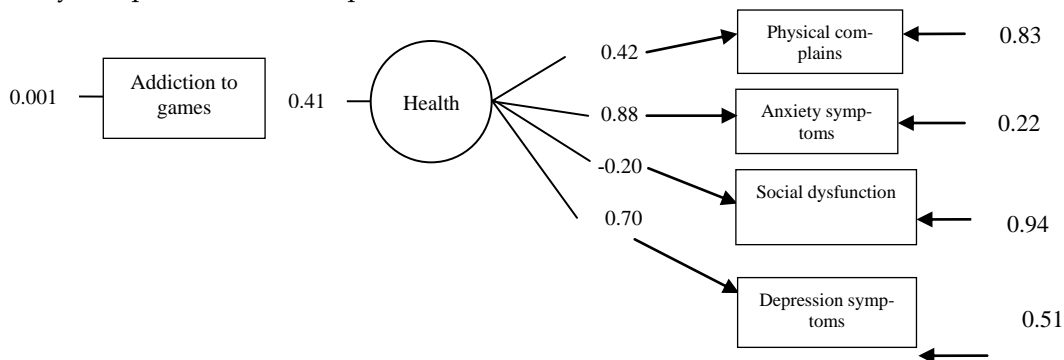 0.001
Addiction to
games
0.41
Health
0.42
0.88
-0.20
0.70
Physical com-
plains
0.83
Anxiety symp-
toms
0.22
Social dysfunction
0.94
Depression symp-
toms
0.51